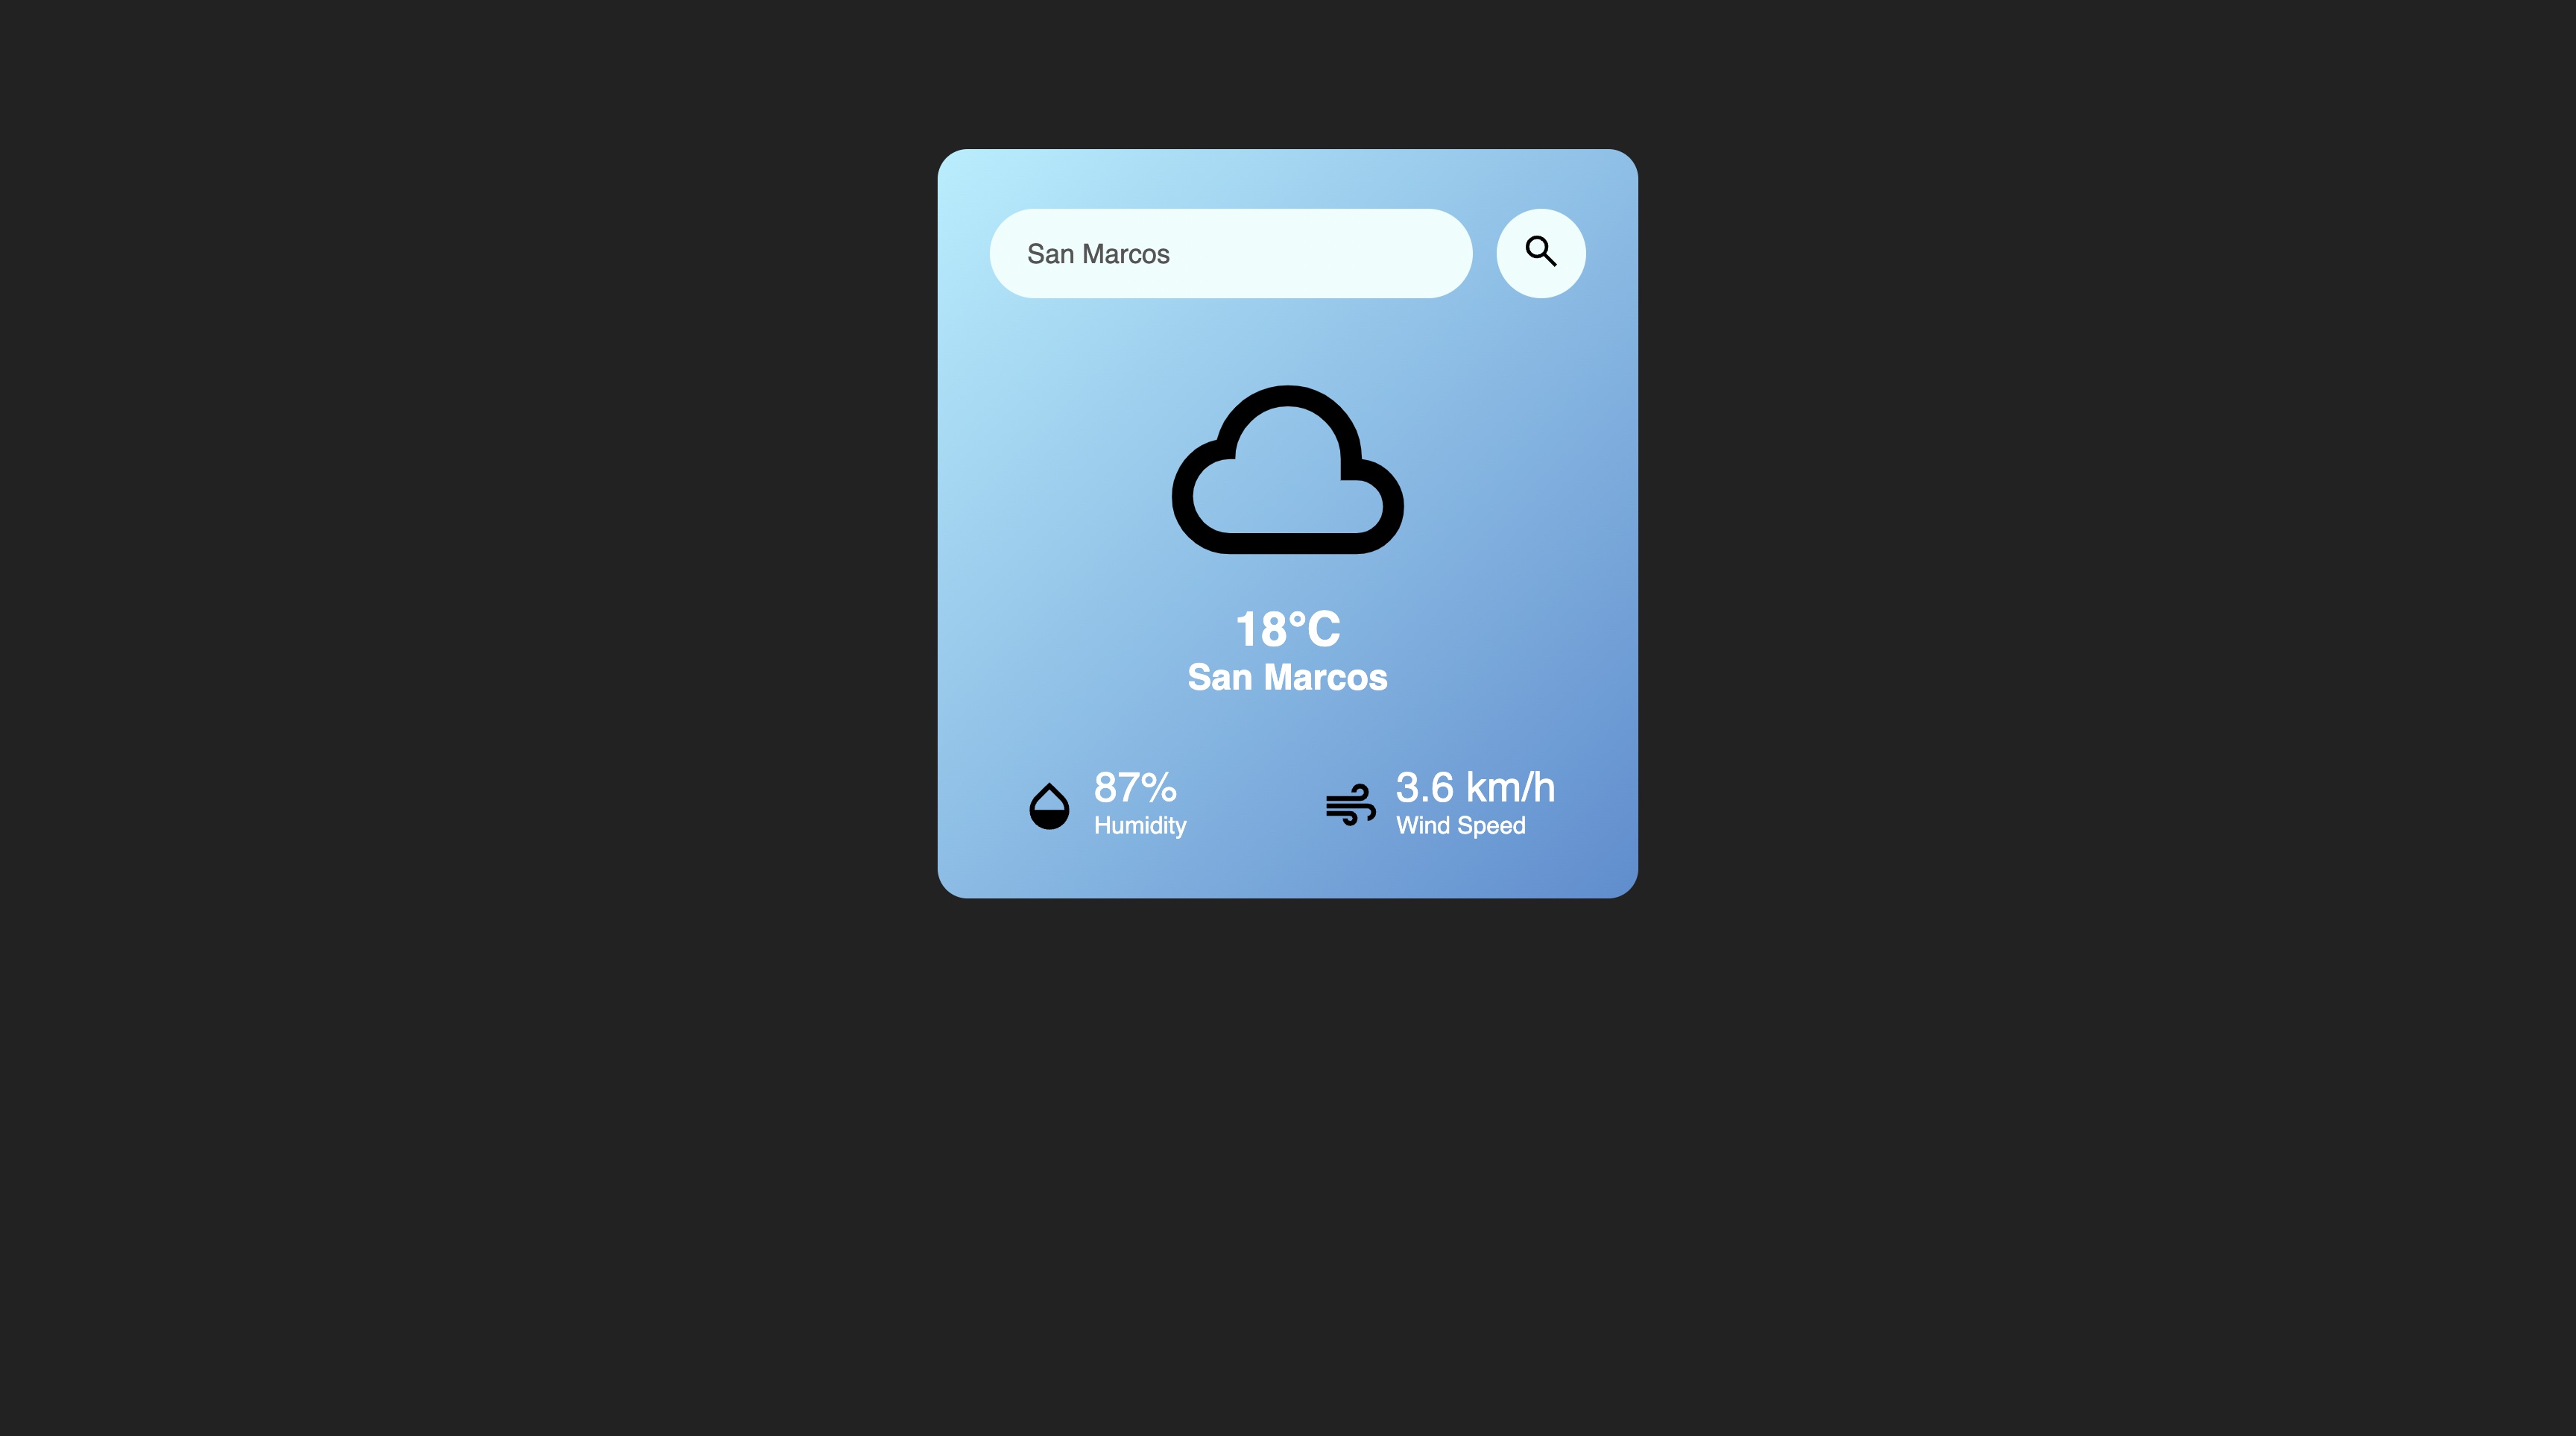 San Marcos
18°C
San Marcos
87%
Humidity
3.6 km/h
Wind Speed